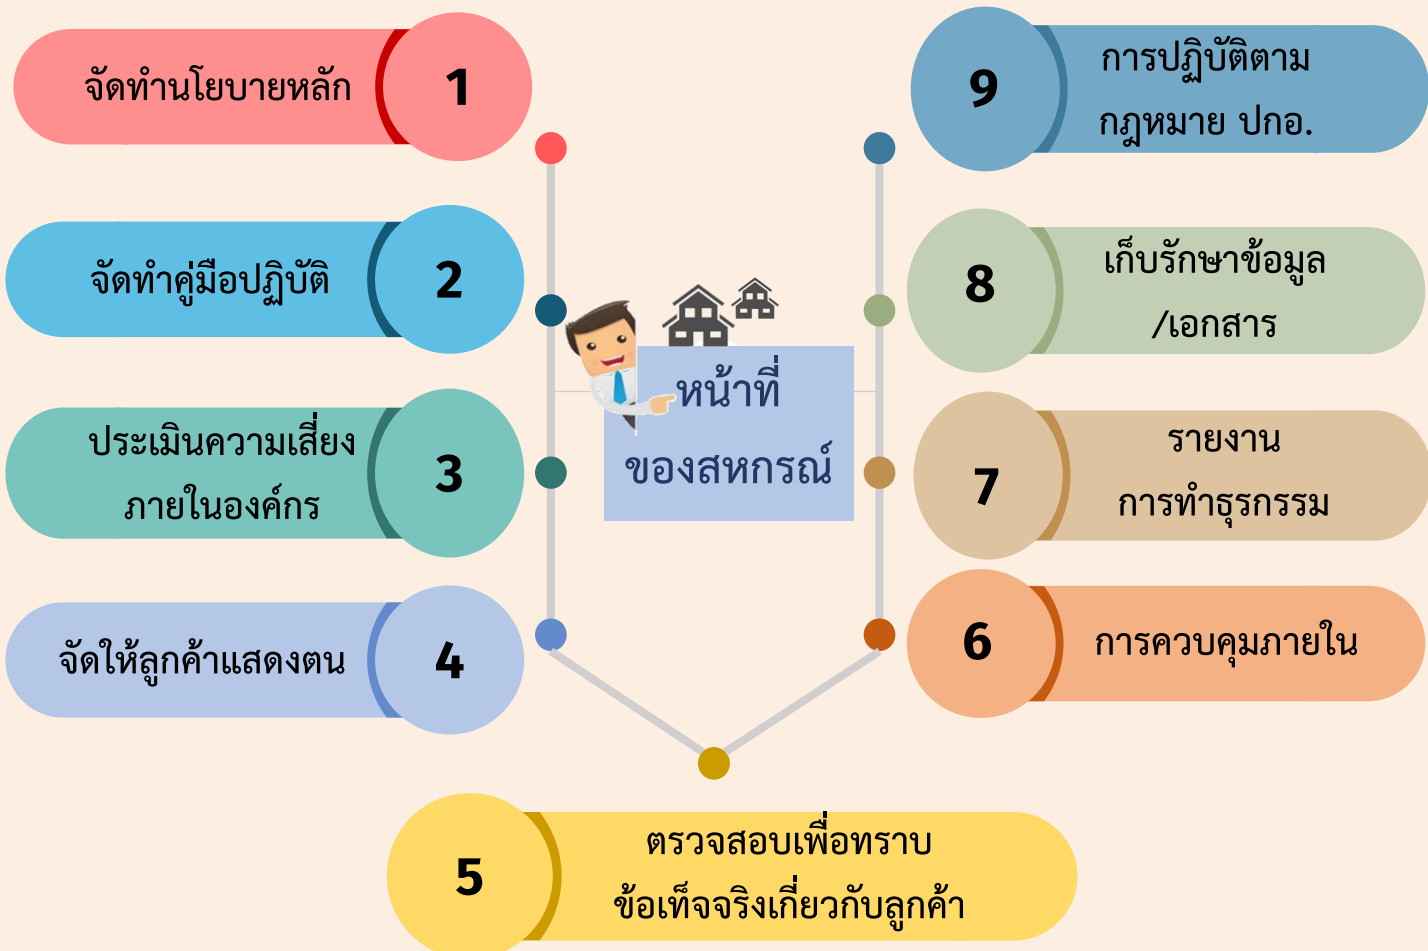 หน้าที่
ของสหกรณ์
1
จัดทำนโยบายหลัก
2
จัดทำคู่มือปฏิบัติ
3
ประเมินความเสี่ยง
ภายในองค์กร
4
จัดให้ลูกค้าแสดงตน
5
ตรวจสอบเพื่อทราบ
ข้อเท็จจริงเกี่ยวกับลูกค้า
6
การควบคุมภายใน
7
รายงาน
การทำธุรกรรม
8
เก็บรักษาข้อมูล
/เอกสาร
9
การปฏิบัติตาม
กฎหมาย ปกอ.